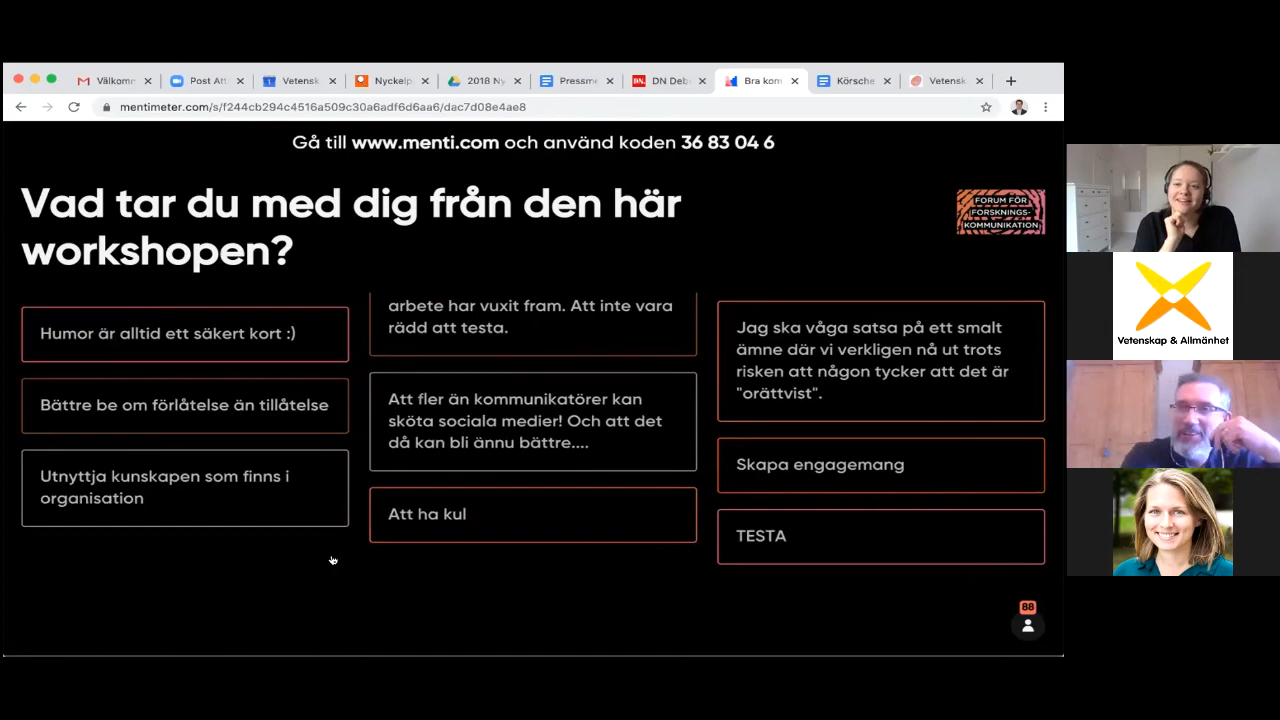 Välkomn
Post Att
Vetensk
Nyckelp
2018 Ny
Pressme
DN Deb
Bra kom
Körsche
Vetensk
mentimeter.com/s/f244cb294c4516a509c30a6adf6d6aa6/dac7d08e4ae8
Gå till www.menti.com och använd koden 36 83 04 6
Vad tar du med dig från den här
workshopen?
FORUM FÖR
FORSKNINGS-
KOMMUNIKATION
Humor är alltid ett säkert kort :)
Bättre be om förlåtelse än tillåtelse
Utnyttja kunskapen som finns i
organisation
arbete har vuxit fram. Att inte vara
rädd att testa.
Att fler än kommunikatörer kan
sköta sociala medier! Och att det
då kan bli ännu bättre....
Att ha kul
Jag ska våga satsa på ett smalt
ämne där vi verkligen nå ut trots
risken att någon tycker att det är
"orättvist".
Skapa engagemang
TESTA
88
Vetenskap & Allmänhet